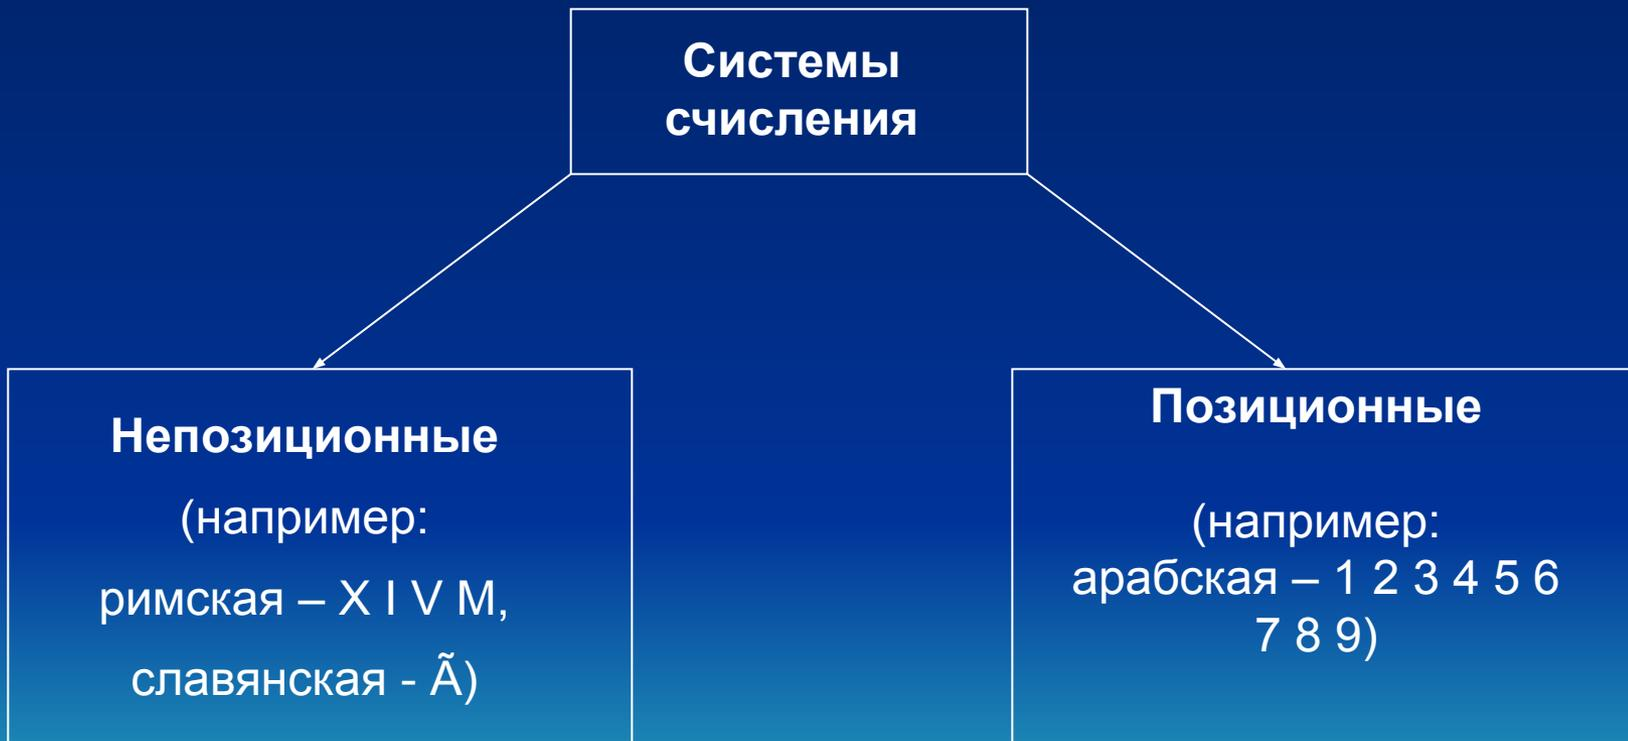 Системы
счисления
Непозиционные
(например:
римская – X I V M,
славянская - Ã)
Позиционные
(например:
арабская – 1 2 3 4 5 6
7 8 9)